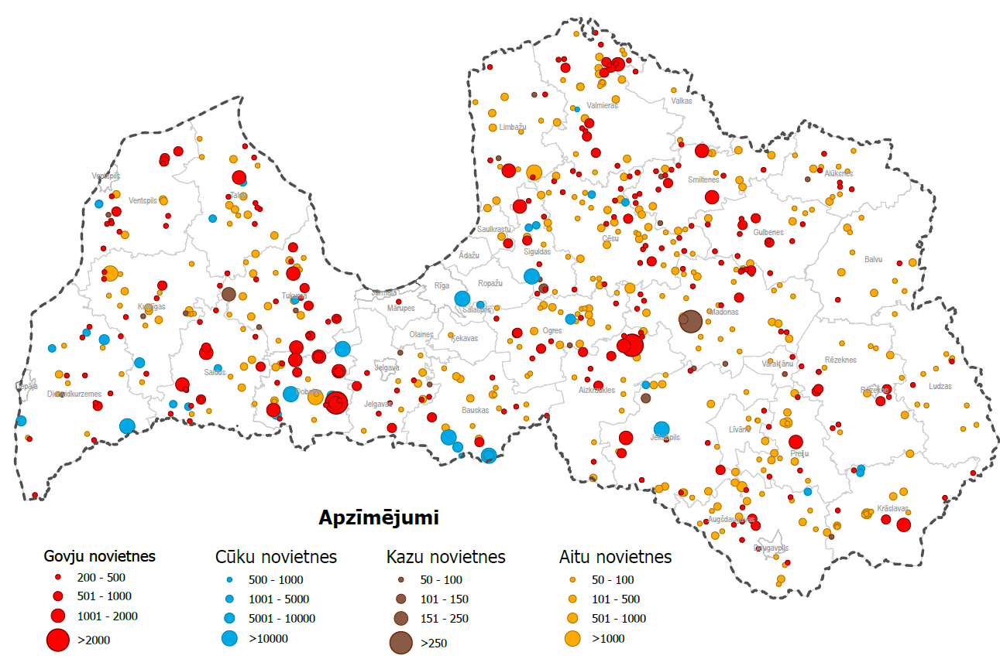 Valkas
Valmieras
Limbažu
Ventspils
Alūksnes
Smiltenes
Talsu
Ventspils
Saulkrastu
Gulbenes
Cēsu
Siguldas
Ādažu
Balvu
Ropažu
Rīga
Jūrmala
Tukuma
Kuldīgas
Mārupes
Salaspils
Madonas
Ogres
Olaines
Ķekavas
Rēzeknes
Varakļānu
Jelgava
Saldus
Liepāja
Ludzas
Dienvidkurzemes
Dobeles
Aizkraukles
Rēzekne
Jelgavas
Bauskas
Līvānu
Jēkabpils
Preiļu
Krāslavas
Augšdaugavas
Daugavpils
Apzīmējumi
Govju novietnes
200 - 500
501 - 1000
1001 - 2000
>2000
Cūku novietnes
500 - 1000
1001 - 5000
5001 - 10000
>10000
Kazu novietnes
50 - 100
101 - 150
151 - 250
>250
Aitu novietnes
50 - 100
101 - 500
501 - 1000
>1000